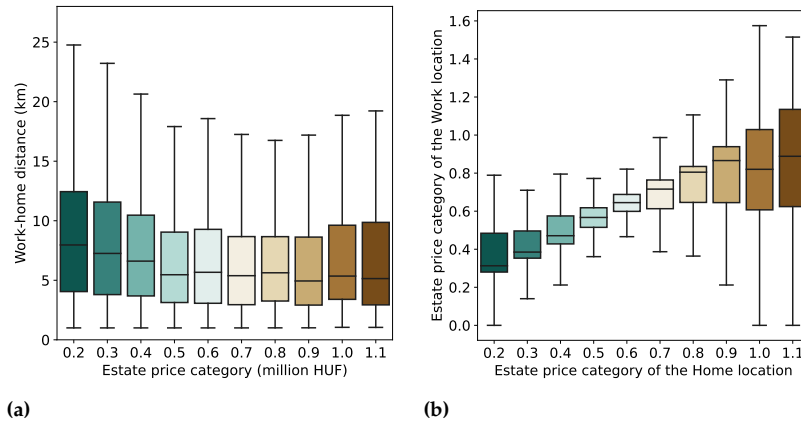 25
20
15
10
5
0
Work-home distance (km)
0.2 0.3 0.4 0.5 0.6 0.7 0.8 0.9 1.0 1.1
Estate price category (million HUF)
(a)
1.6
1.4
1.2
1.0
0.8
0.6
0.4
0.2
0.0
Estate price category of the Work location
0.2 0.3 0.4 0.5 0.6 0.7 0.8 0.9 1.0 1.1
Estate price category of the Home location
(b)